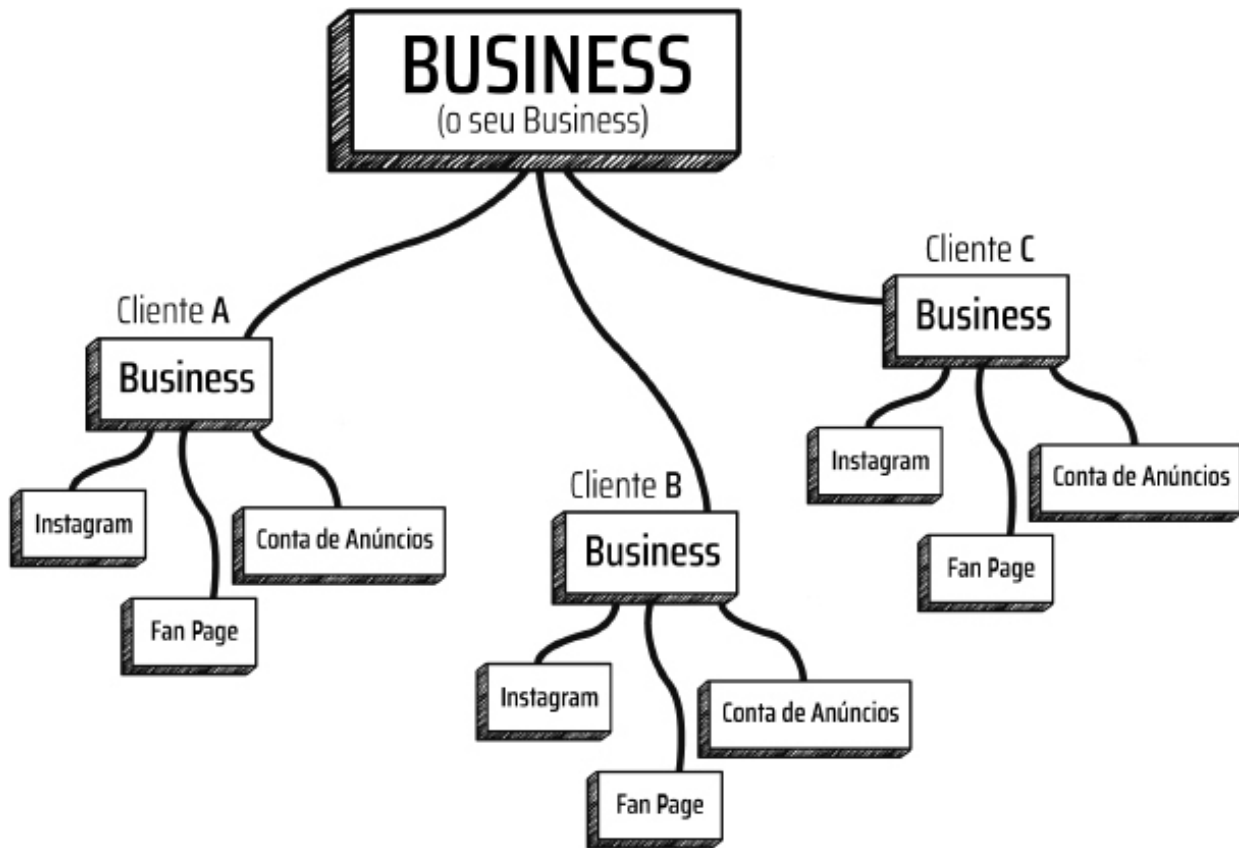 BUSINESS
(o seu Business)
Cliente A
Business
Instagram
Fan Page
Conta de Anúncios
Cliente B
Business
Instagram
Fan Page
Conta de Anúncios
Cliente C
Business
Instagram
Fan Page
Conta de Anúncios